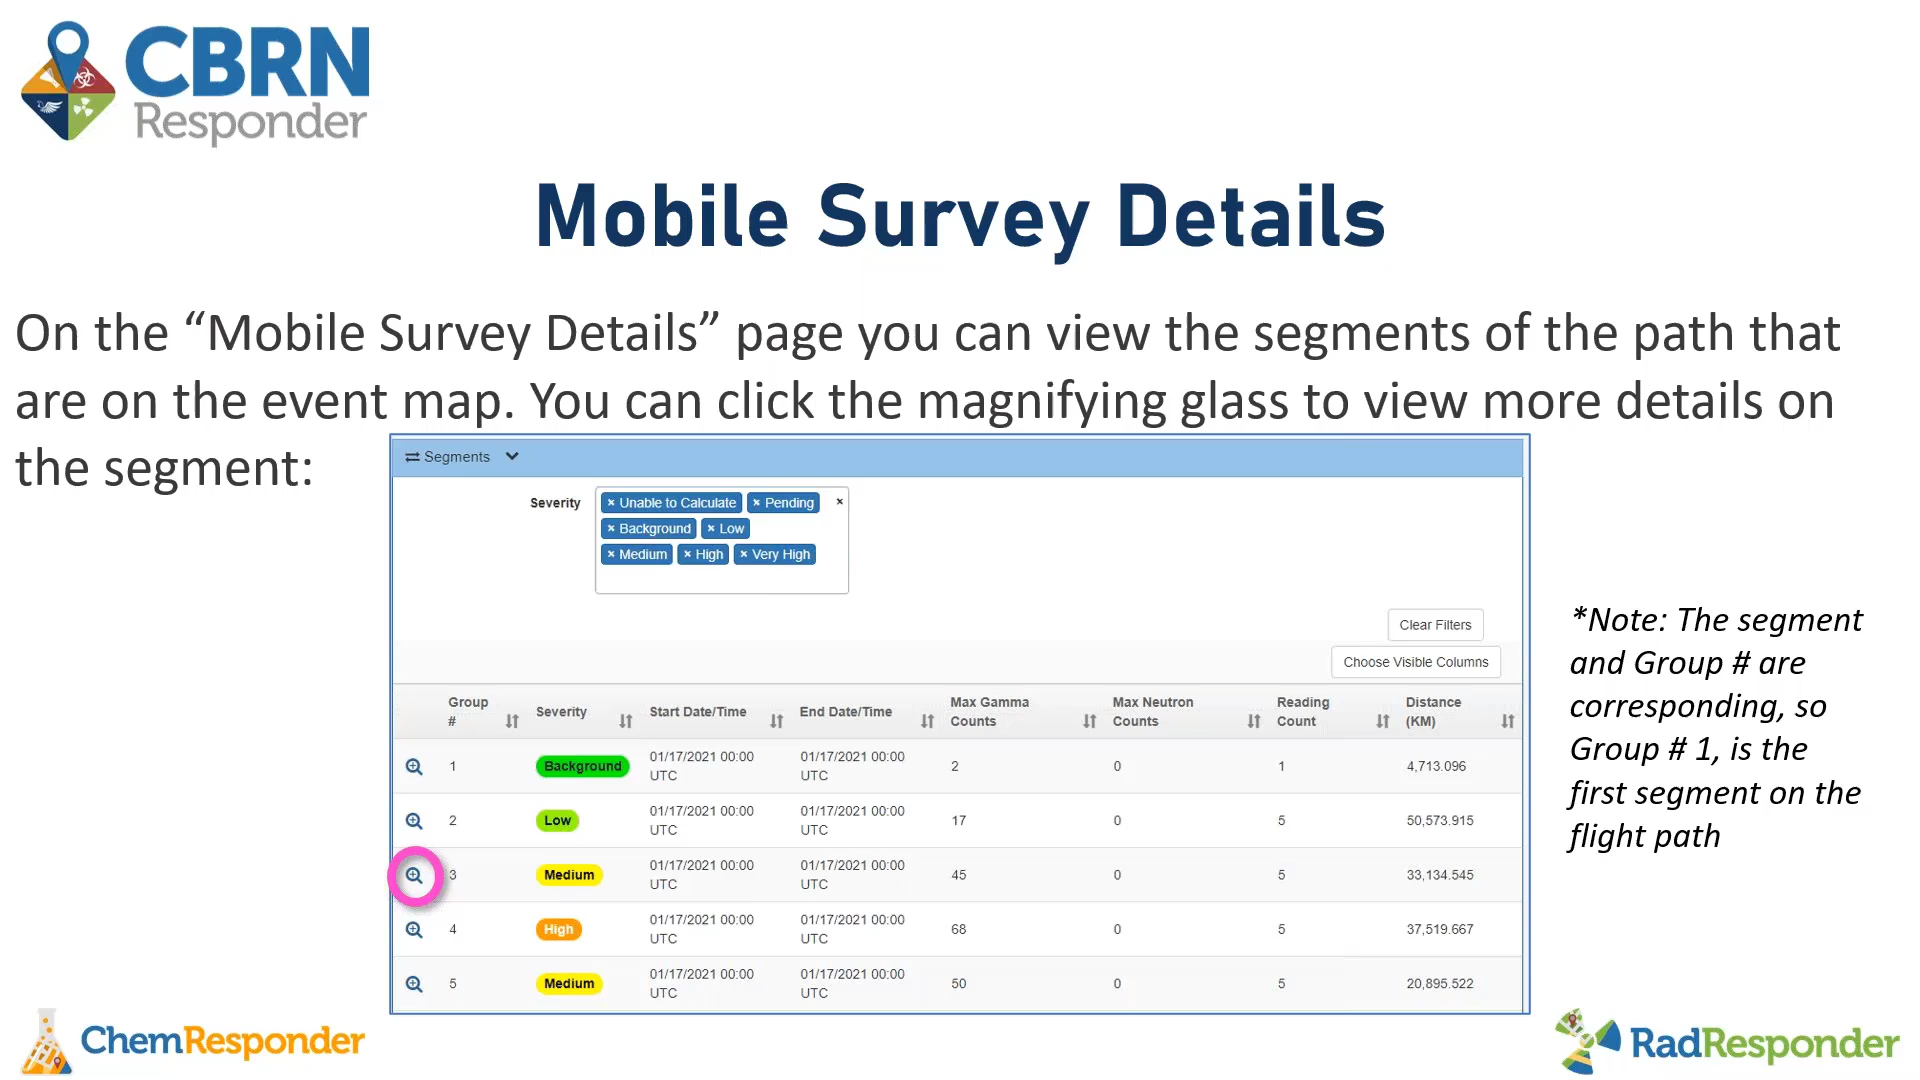 CBRN
Responder
Mobile Survey Details
On the “Mobile Survey Details” page you can view the segments of the path that
are on the event map. You can click the magnifying glass to view more details on
the segment:
Segments
Severity
× Unable to Calculate × Pending ×
× Background × Low
× Medium × High × Very High
Clear Filters
Choose Visible Columns
Group # Severity Start Date/Time End Date/Time Max Gamma Counts Max Neutron Counts Reading Count Distance (KM)
1 Background 01/17/2021 00:00 UTC 01/17/2021 00:00 UTC 2 0 1 4,713.096
2 Low 01/17/2021 00:00 UTC 01/17/2021 00:00 UTC 17 0 5 50,573.915
3 Medium 01/17/2021 00:00 UTC 01/17/2021 00:00 UTC 45 0 5 33,134.545
4 High 01/17/2021 00:00 UTC 01/17/2021 00:00 UTC 68 0 5 37,519.667
5 Medium 01/17/2021 00:00 UTC 01/17/2021 00:00 UTC 50 0 5 20,895.522
*Note: The segment
and Group # are
corresponding, so
Group # 1, is the
first segment on the
flight path
ChemResponder
RadResponder